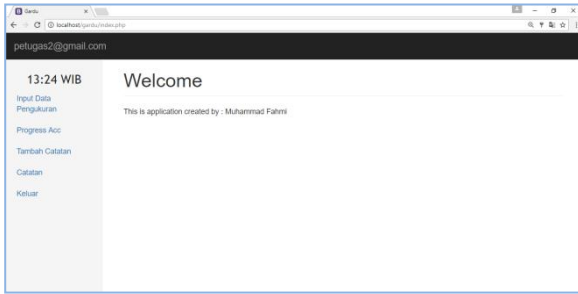 Gardu
localhost/gardu/index.php
petugas2@gmail.com
13:24 WIB
Input Data
Pengukuran
Progress Acc
Tambah Catatan
Catatan
Keluar
Welcome
This is application created by : Muhammad Fahmi